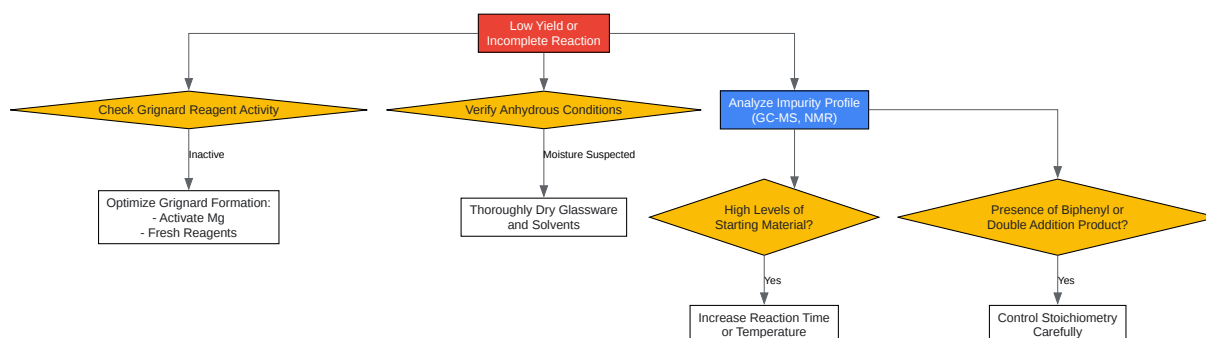 Low Yield or
Incomplete Reaction
Check Grignard Reagent Activity
Verify Anhydrous Conditions
Analyze Impurity Profile
(GC-MS, NMR)
Inactive
Moisture Suspected
Optimize Grignard Formation:
- Activate Mg
- Fresh Reagents
Thoroughly Dry Glassware
and Solvents
High Levels of
Starting Material?
Presence of Biphenyl or
Double Addition Product?
Yes
Yes
Increase Reaction Time
or Temperature
Control Stoichiometry
Carefully